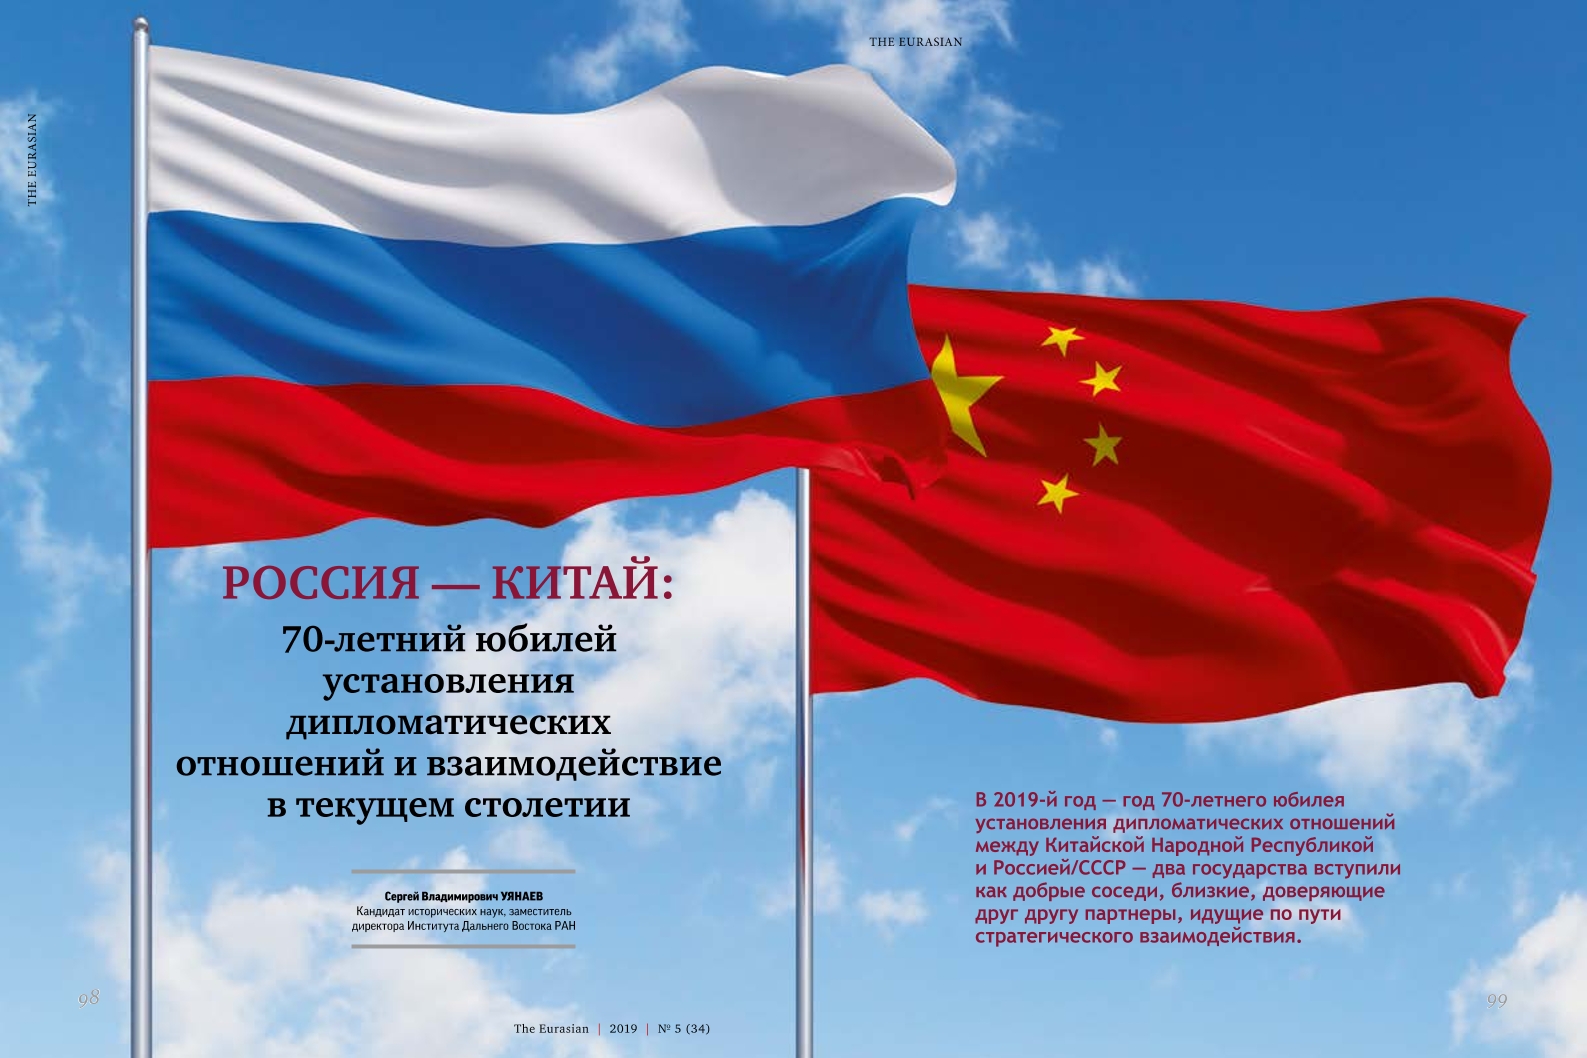 THE EURASIAN
THE EURASIAN
РОССИЯ — КИТАЙ:
70-летний юбилей
установления
дипломатических
отношений и взаимодействие
в текущем столетии
Сергей Владимирович УЯНАЕВ
Кандидат исторических наук, заместитель
директора Института Дальнего Востока РАН
В 2019-й год — год 70-летнего юбилея
установления дипломатических отношений
между Китайской Народной Республикой
и Россией/СССР — два государства вступили
как добрые соседи, близкие, доверяющие
друг другу партнеры, идущие по пути
стратегического взаимодействия.
98
99
The Eurasian | 2019 | № 5 (34)